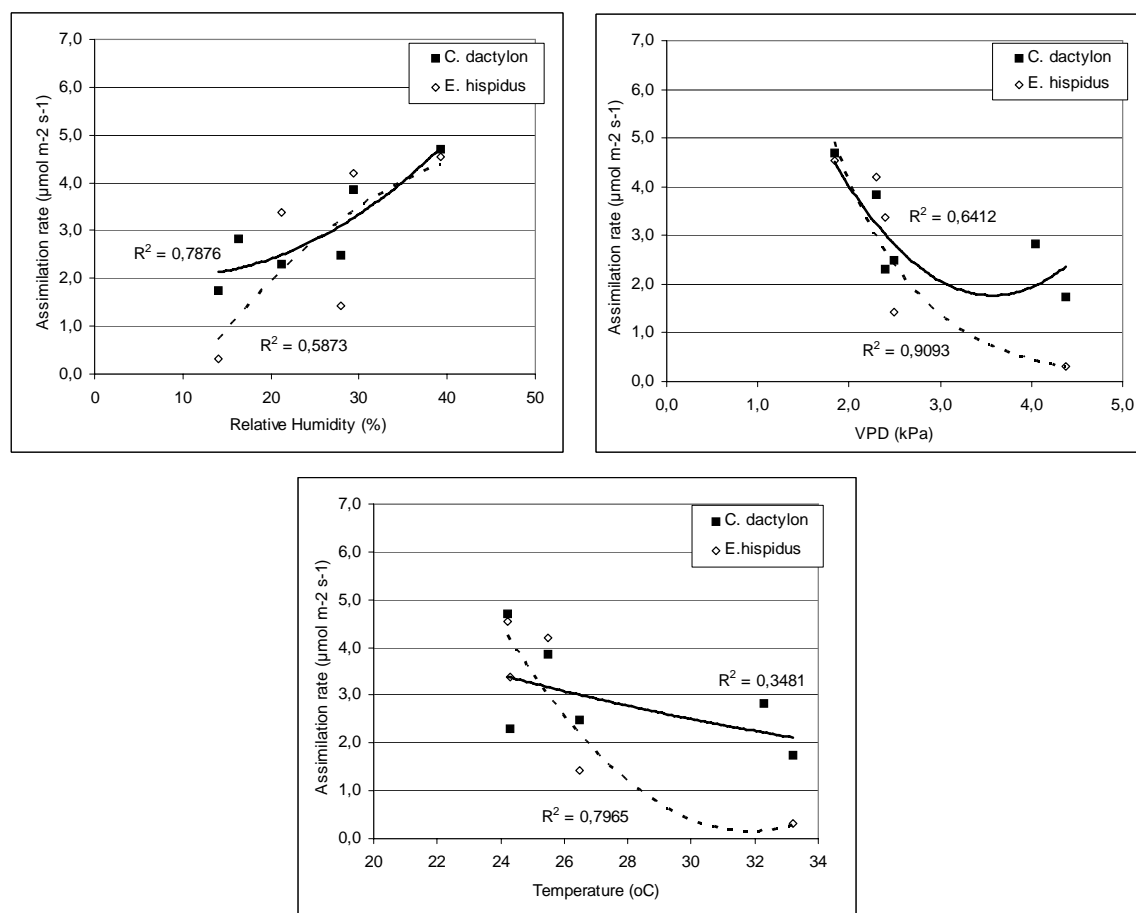 7,0
6,0
5,0
4,0
3,0
2,0
1,0
0,0
Assimilation rate (µmol m-2 s-1)
C. dactylon
E. hispidus
R² = 0,7876
R² = 0,5873
0 10 20 30 40 50
Relative Humidity (%)
7,0
6,0
5,0
4,0
3,0
2,0
1,0
0,0
Assimilation rate (µmol m-2 s-1)
C. dactylon
E. hispidus
R² = 0,6412
R² = 0,9093
0,0 1,0 2,0 3,0 4,0 5,0
VPD (kPa)
7,0
6,0
5,0
4,0
3,0
2,0
1,0
0,0
Assimilation rate (µmol m-2 s-1)
C. dactylon
E.hispidus
R² = 0,3481
R² = 0,7965
20 22 24 26 28 30 32 34
Temperature (oC)